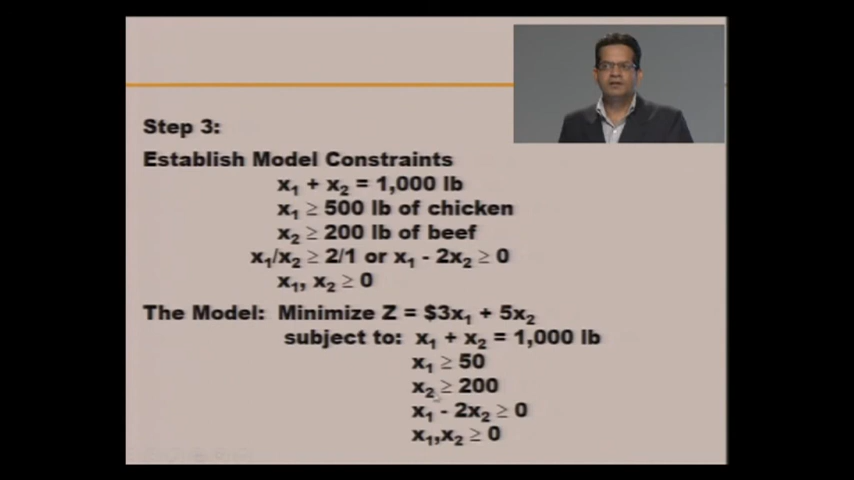 Step 3:
Establish Model Constraints
x₁ + x₂ = 1,000 lb
x₁ ≥ 500 lb of chicken
x₂ ≥ 200 lb of beef
x₁/x₂ ≥ 2/1 or x₁ - 2x₂ ≥ 0
x₁, x₂ ≥ 0
The Model: Minimize Z = $3x₁ + 5x₂
subject to: x₁ + x₂ = 1,000 lb
x₁ ≥ 50
x₂ ≥ 200
x₁ - 2x₂ ≥ 0
x₁,x₂ ≥ 0